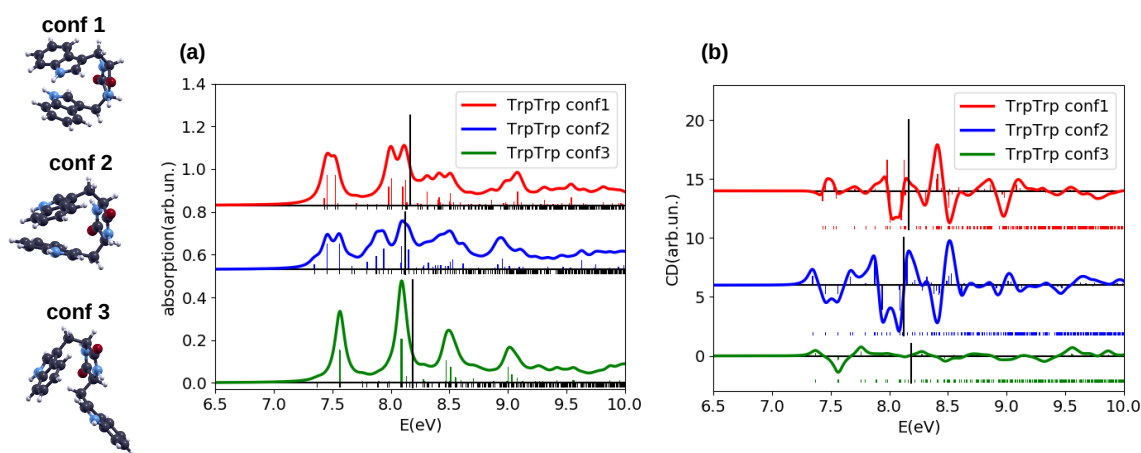 conf 1
conf 2
conf 3
(a)
absorption(arb.un.)
1.4
1.2
1.0
0.8
0.6
0.4
0.2
0.0
TrpTrp conf1
TrpTrp conf2
TrpTrp conf3
6.5 7.0 7.5 8.0 8.5 9.0 9.5 10.0
E(eV)
(b)
CD(arb.un.)
20
15
10
5
0
TrpTrp conf1
TrpTrp conf2
TrpTrp conf3
6.5 7.0 7.5 8.0 8.5 9.0 9.5 10.0
E(eV)